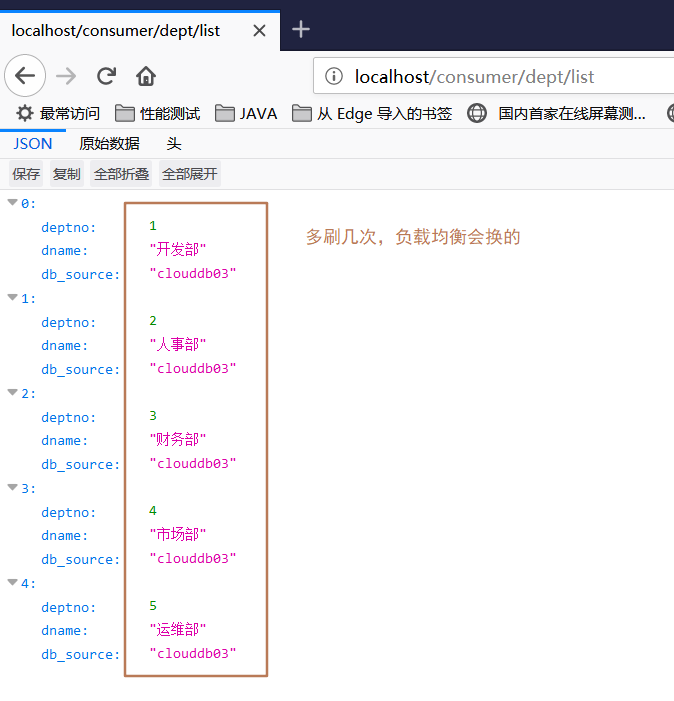 localhost/consumer/dept/list
localhost/consumer/dept/list
最常访问 性能测试 JAVA 从 Edge 导入的书签 国内首家在线屏幕测...
JSON 原始数据 头
保存 复制 全部折叠 全部展开
0:
deptno: 1
dname: "开发部"
db_source: "clouddb03"
多刷几次，负载均衡会换的
1:
deptno: 2
dname: "人事部"
db_source: "clouddb03"
2:
deptno: 3
dname: "财务部"
db_source: "clouddb03"
3:
deptno: 4
dname: "市场部"
db_source: "clouddb03"
4:
deptno: 5
dname: "运维部"
db_source: "clouddb03"